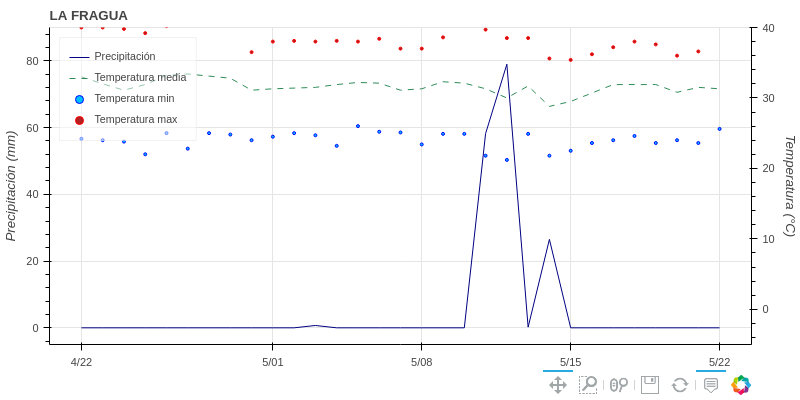 LA FRAGUA
Precipitación
Temperatura media
Temperatura min
Temperatura max
Precipitación (mm)
80
60
40
20
0
Temperatura (°C)
40
30
20
10
0
4/22
5/01
5/08
5/15
5/22